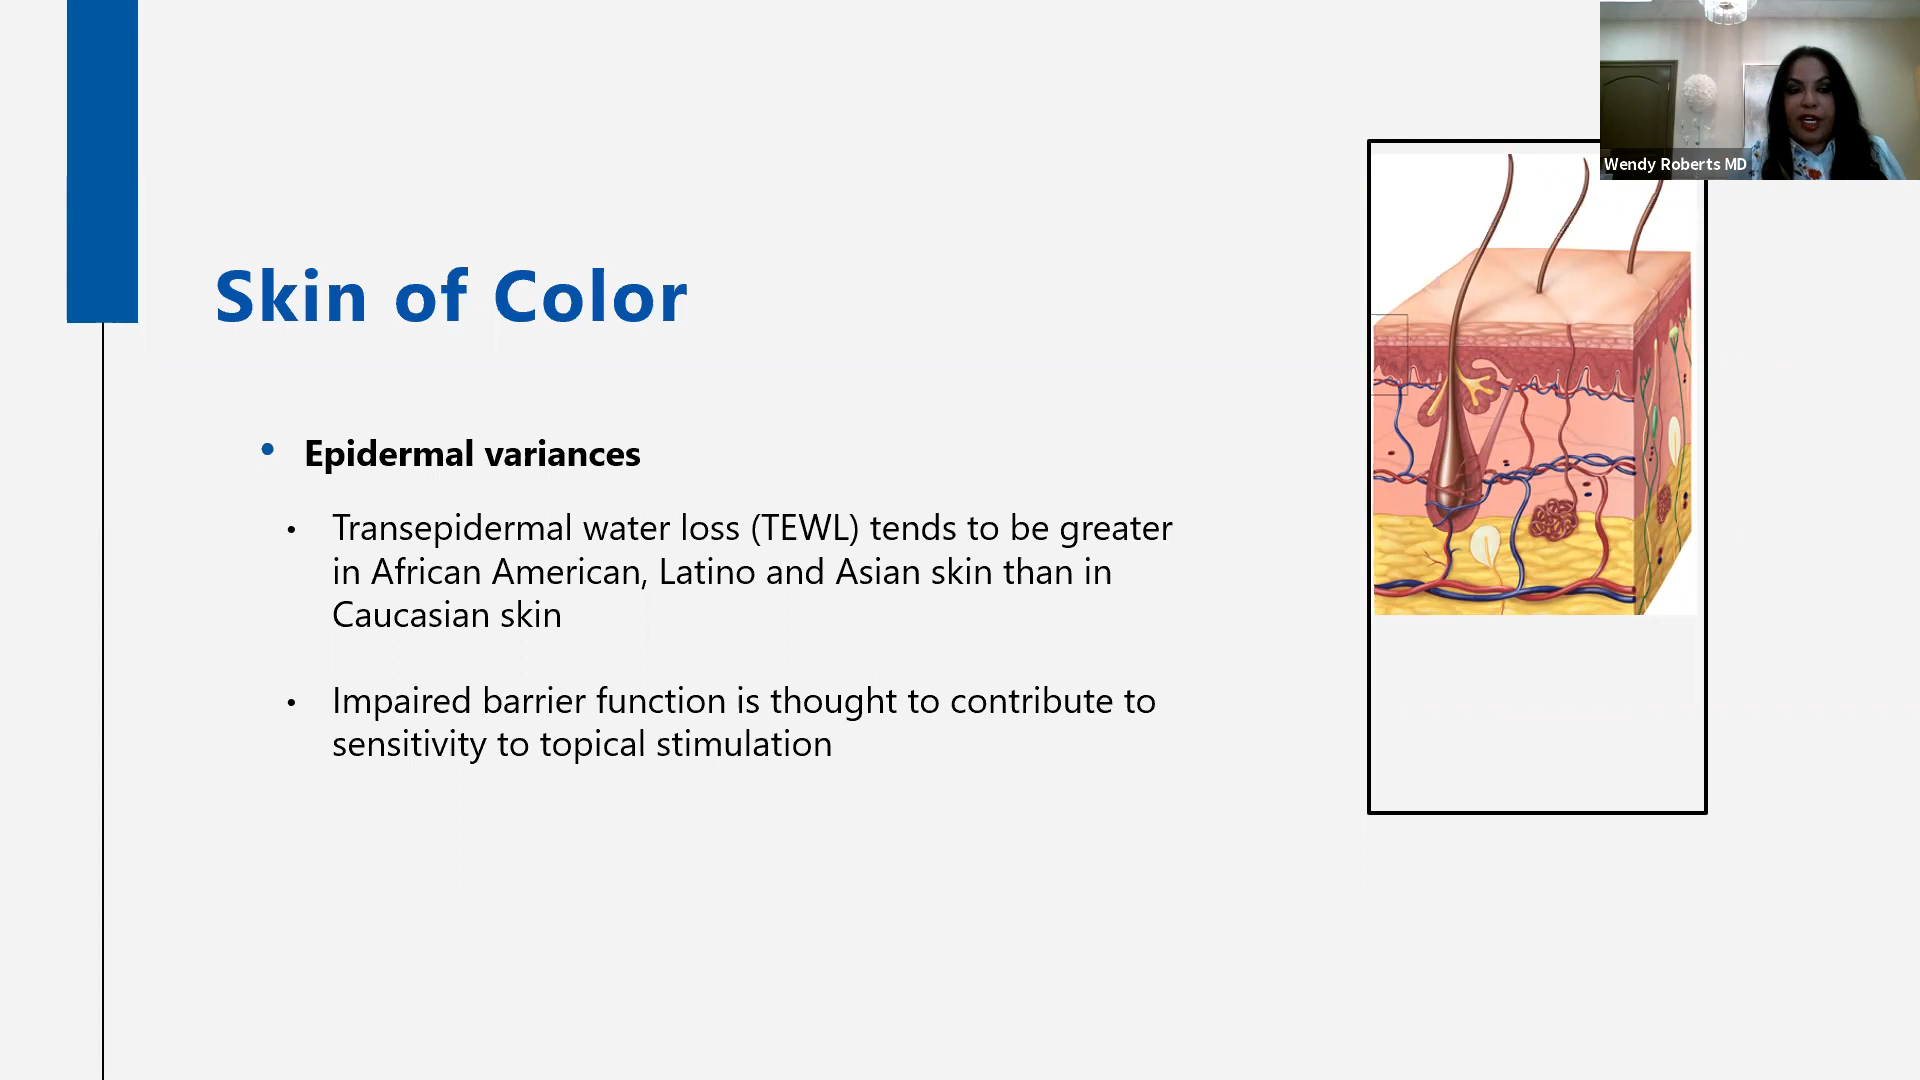 Wendy Roberts MD
Skin of Color
• Epidermal variances
• Transepidermal water loss (TEWL) tends to be greater
in African American, Latino and Asian skin than in
Caucasian skin
• Impaired barrier function is thought to contribute to
sensitivity to topical stimulation